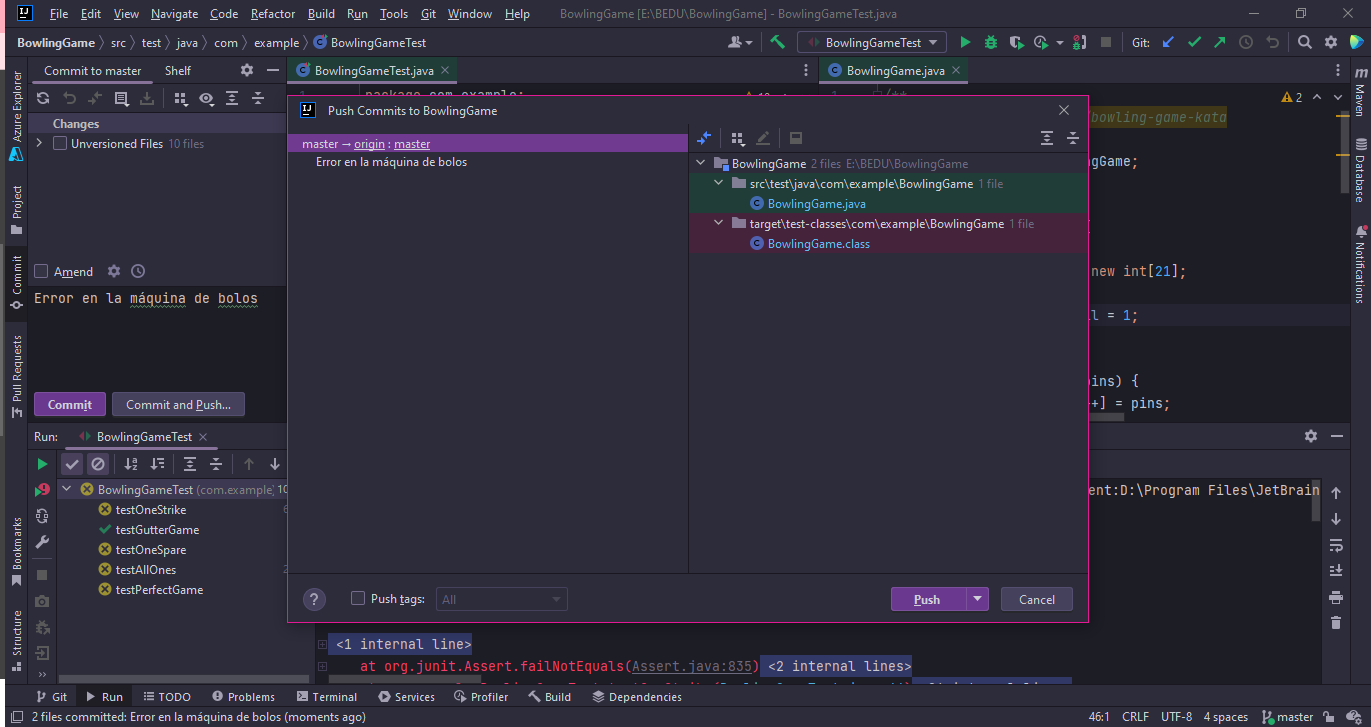 File Edit View Navigate Code Refactor Build Run Tools Git Window Help BowlingGame [E:\BEDU\BowlingGame] - BowlingGameTest.java
BowlingGame src test java com example BowlingGameTest BowlingGameTest Git:
Commit to master Shelf BowlingGameTest.java BowlingGame.java
Azure Explorer
Project
Commit
Pull Requests
Bookmarks
Structure
Maven
Database
Notifications
Changes
Unversioned Files 10 files
Amend
Error en la máquina de bolos
Commit Commit and Push...
package com.example;
1 /**
2
bowling-game-kata
gGame;
new int[21];
l = 1;
ins) {
+] = pins;
Push Commits to BowlingGame
master → origin : master
Error en la máquina de bolos
BowlingGame 2 files E:\BEDU\BowlingGame
src\test\java\com\example\BowlingGame 1 file
BowlingGame.java
target\test-classes\com\example\BowlingGame 1 file
BowlingGame.class
? Push tags: All Push Cancel
Run: BowlingGameTest
BowlingGameTest (com.example) 10
testOneStrike
testGutterGame
testOneSpare
testAllOnes
testPerfectGame
ent:D:\Program Files\JetBrain
<1 internal line>
at org.junit.Assert.failNotEquals(Assert.java:835) <2 internal lines>
Git Run TODO Problems Terminal Services Profiler Build Dependencies
2 files committed: Error en la máquina de bolos (moments ago) 46:1 CRLF UTF-8 4 spaces master